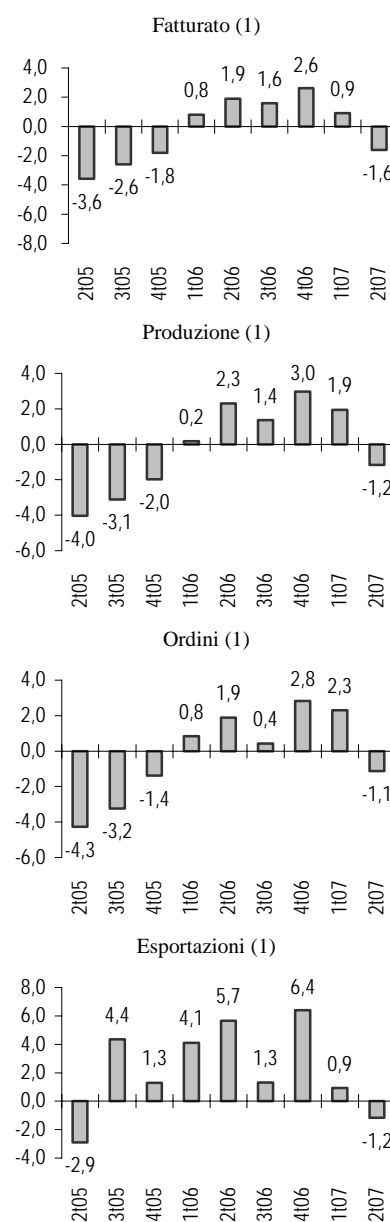 Fatturato (1)
4,0
2,0
0,0
-2,0
-4,0
-6,0
-8,0
-3,6
-2,6
-1,8
0,8
1,9
1,6
2,6
0,9
-1,6
2t05
3t05
4t05
1t06
2t06
3t06
4t06
1t07
2t07
Produzione (1)
4,0
2,0
0,0
-2,0
-4,0
-6,0
-4,0
-3,1
-2,0
0,2
2,3
1,4
3,0
1,9
-1,2
2t05
3t05
4t05
1t06
2t06
3t06
4t06
1t07
2t07
Ordini (1)
4,0
2,0
0,0
-2,0
-4,0
-6,0
-4,3
-3,2
-1,4
0,8
1,9
0,4
2,8
2,3
-1,1
2t05
3t05
4t05
1t06
2t06
3t06
4t06
1t07
2t07
Esportazioni (1)
8,0
6,0
4,0
2,0
0,0
-2,0
-4,0
-2,9
4,4
1,3
4,1
5,7
1,3
6,4
0,9
-1,2
2t05
3t05
4t05
1t06
2t06
3t06
4t06
1t07
2t07